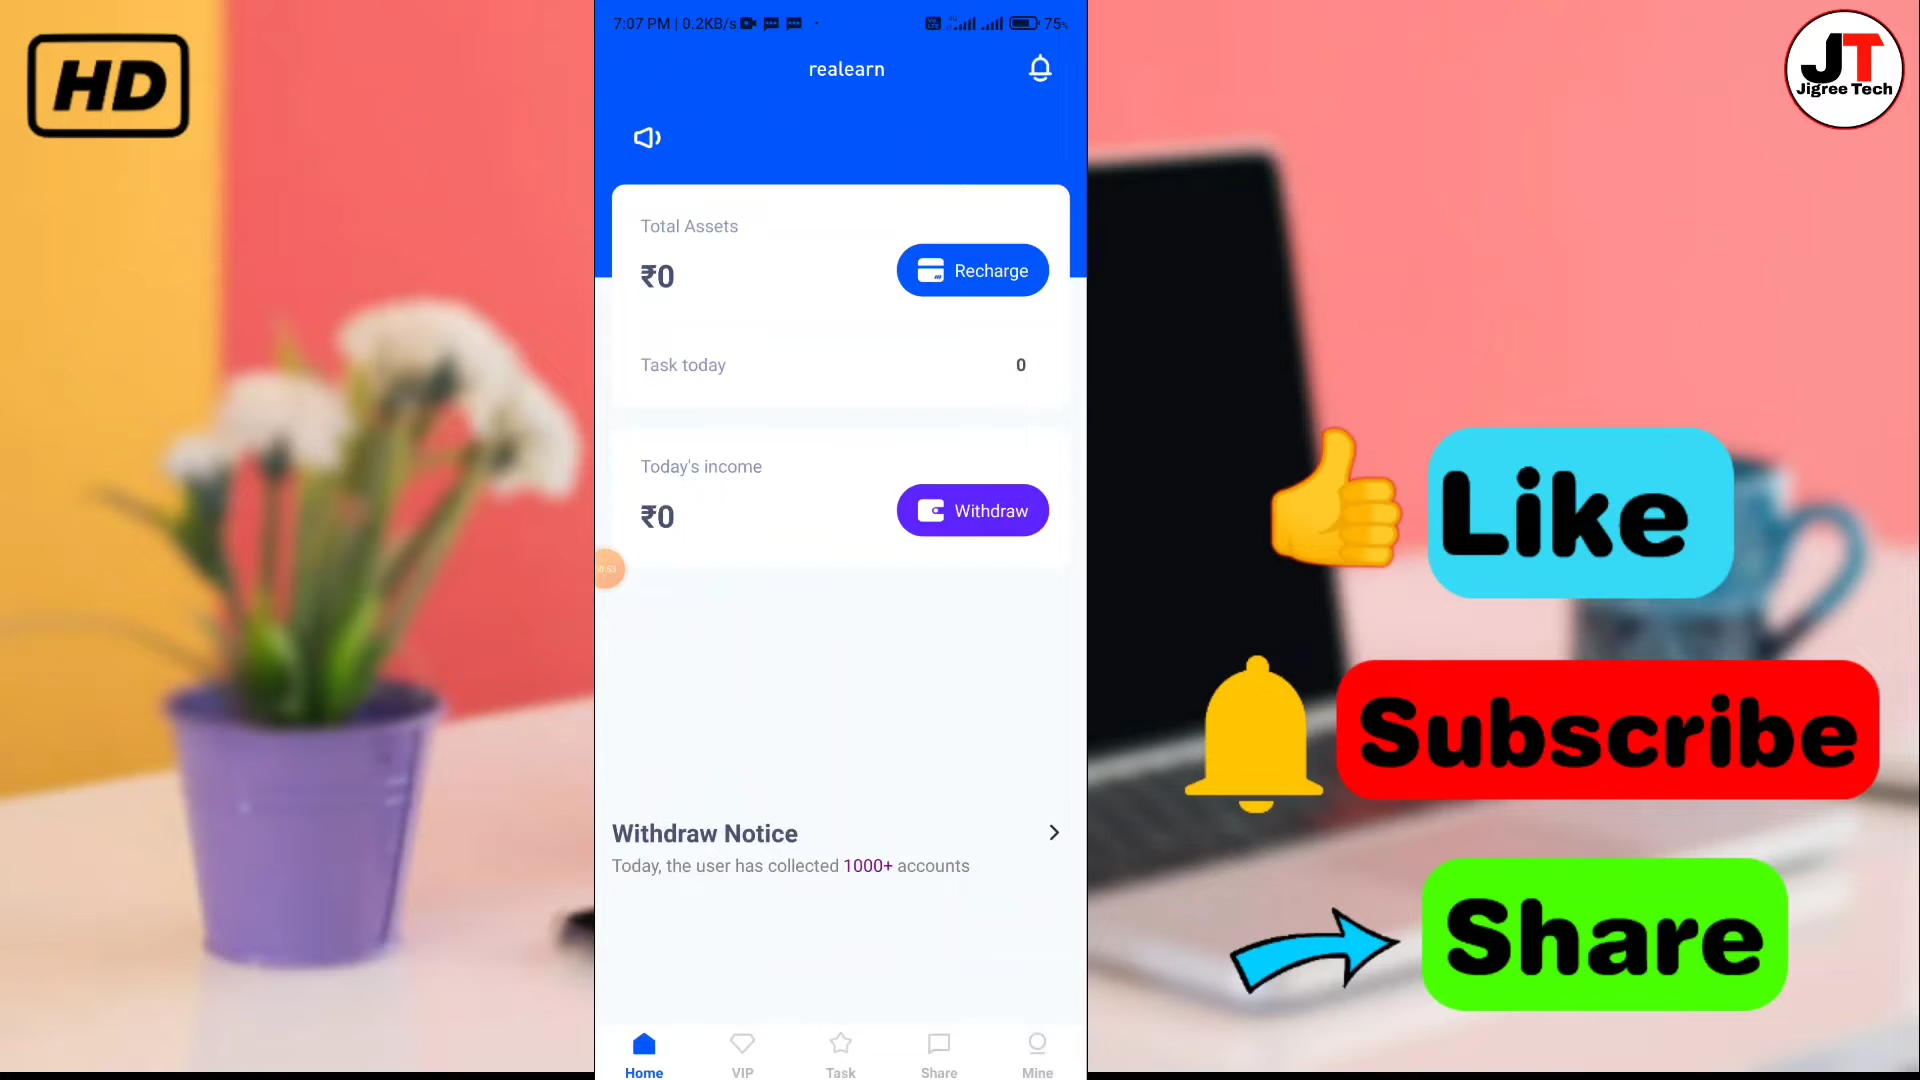 HD
7:07 PM | 0.2KB/s
75%
realearn
Total Assets
₹0
Recharge
Task today
0
Today's income
₹0
Withdraw
0:53
Withdraw Notice
Today, the user has collected 1000+ accounts
Home
VIP
Task
Share
Mine
JT
Jigree Tech
Like
Subscribe
Share